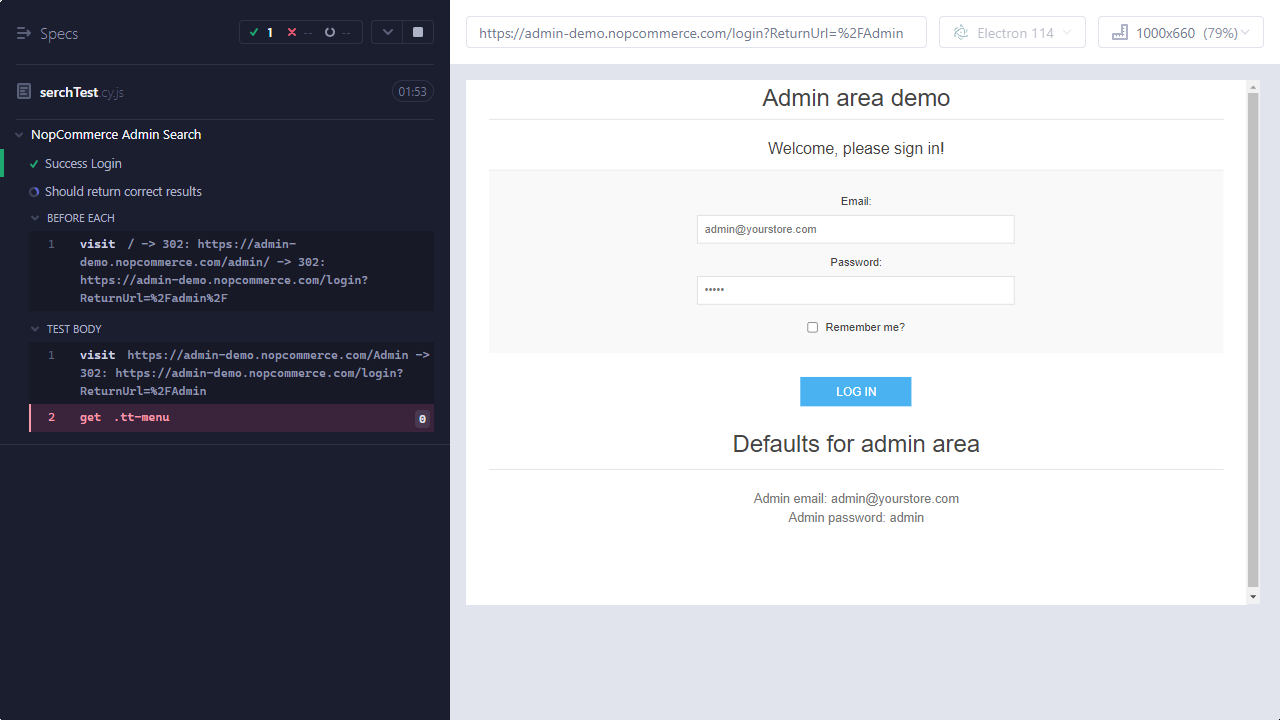 Specs
1
--
--
https://admin-demo.nopcommerce.com/login?ReturnUrl=%2FAdmin
Electron 114
1000x660 (79%)
serchTest.cy.js
01:53
NopCommerce Admin Search
Success Login
Should return correct results
BEFORE EACH
1 visit / -> 302: https://admin-
demo.nopcommerce.com/admin/ -> 302:
https://admin-demo.nopcommerce.com/login?
ReturnUrl=%2Fadmin%2F
TEST BODY
1 visit https://admin-demo.nopcommerce.com/Admin ->
302: https://admin-demo.nopcommerce.com/login?
ReturnUrl=%2FAdmin
2 get .tt-menu 0
Admin area demo
Welcome, please sign in!
Email:
admin@yourstore.com
Password:
•••••
Remember me?
LOG IN
Defaults for admin area
Admin email: admin@yourstore.com
Admin password: admin